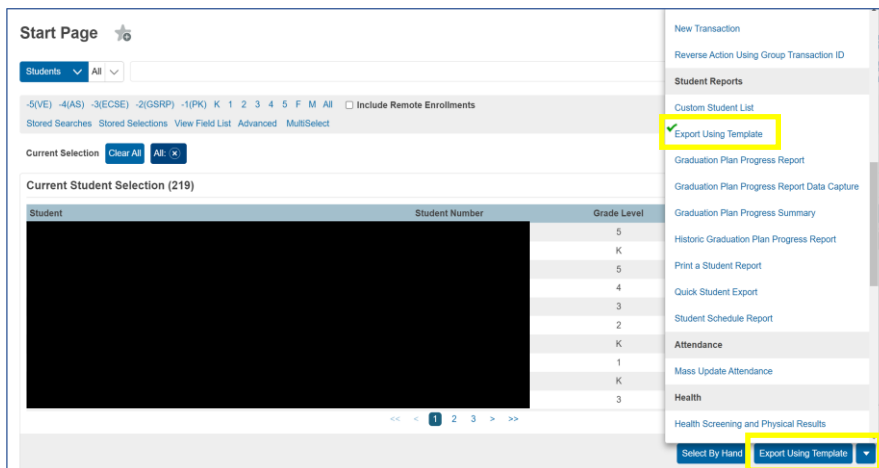 Start Page
Students All
-5(VE) -4(AS) -3(ECSE) -2(GSRP) -1(PK) K 1 2 3 4 5 F M All Include Remote Enrollments
Stored Searches Stored Selections View Field List Advanced MultiSelect
Current Selection Clear All All:
Current Student Selection (219)
Student Student Number Grade Level
5
K
5
4
3
2
K
1
K
3
<< < 1 2 3 > >>
New Transaction
Reverse Action Using Group Transaction ID
Student Reports
Custom Student List
Export Using Template
Graduation Plan Progress Report
Graduation Plan Progress Report Data Capture
Graduation Plan Progress Summary
Historic Graduation Plan Progress Report
Print a Student Report
Quick Student Export
Student Schedule Report
Attendance
Mass Update Attendance
Health
Health Screening and Physical Results
Select By Hand Export Using Template